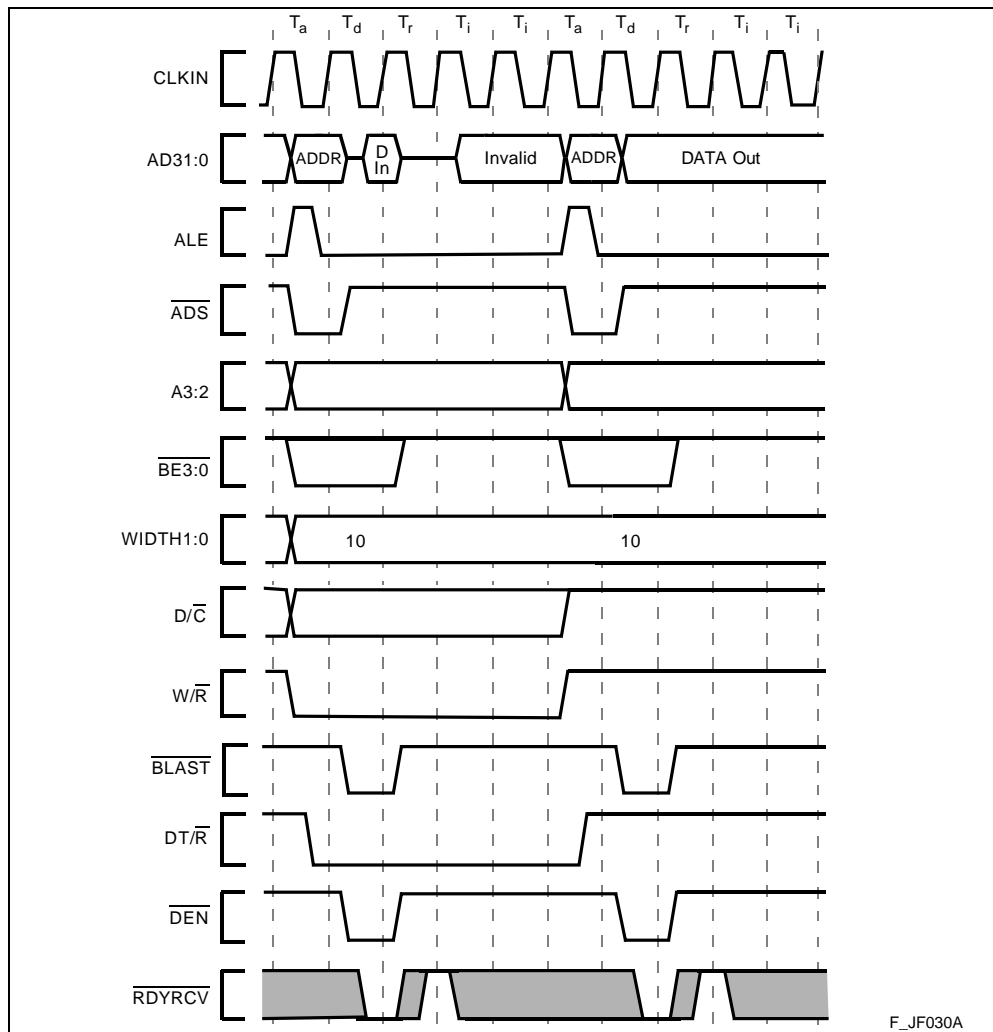 Ta Td Tr Ti Ti Ta Td Tr Ti Ti
CLKIN
AD31:0 ADDR D In Invalid ADDR DATA Out
ALE
ADS
A3:2
BE3:0
WIDTH1:0 10 10
D/C
W/R
BLAST
DT/R
DEN
RDYRCV
F_JF030A